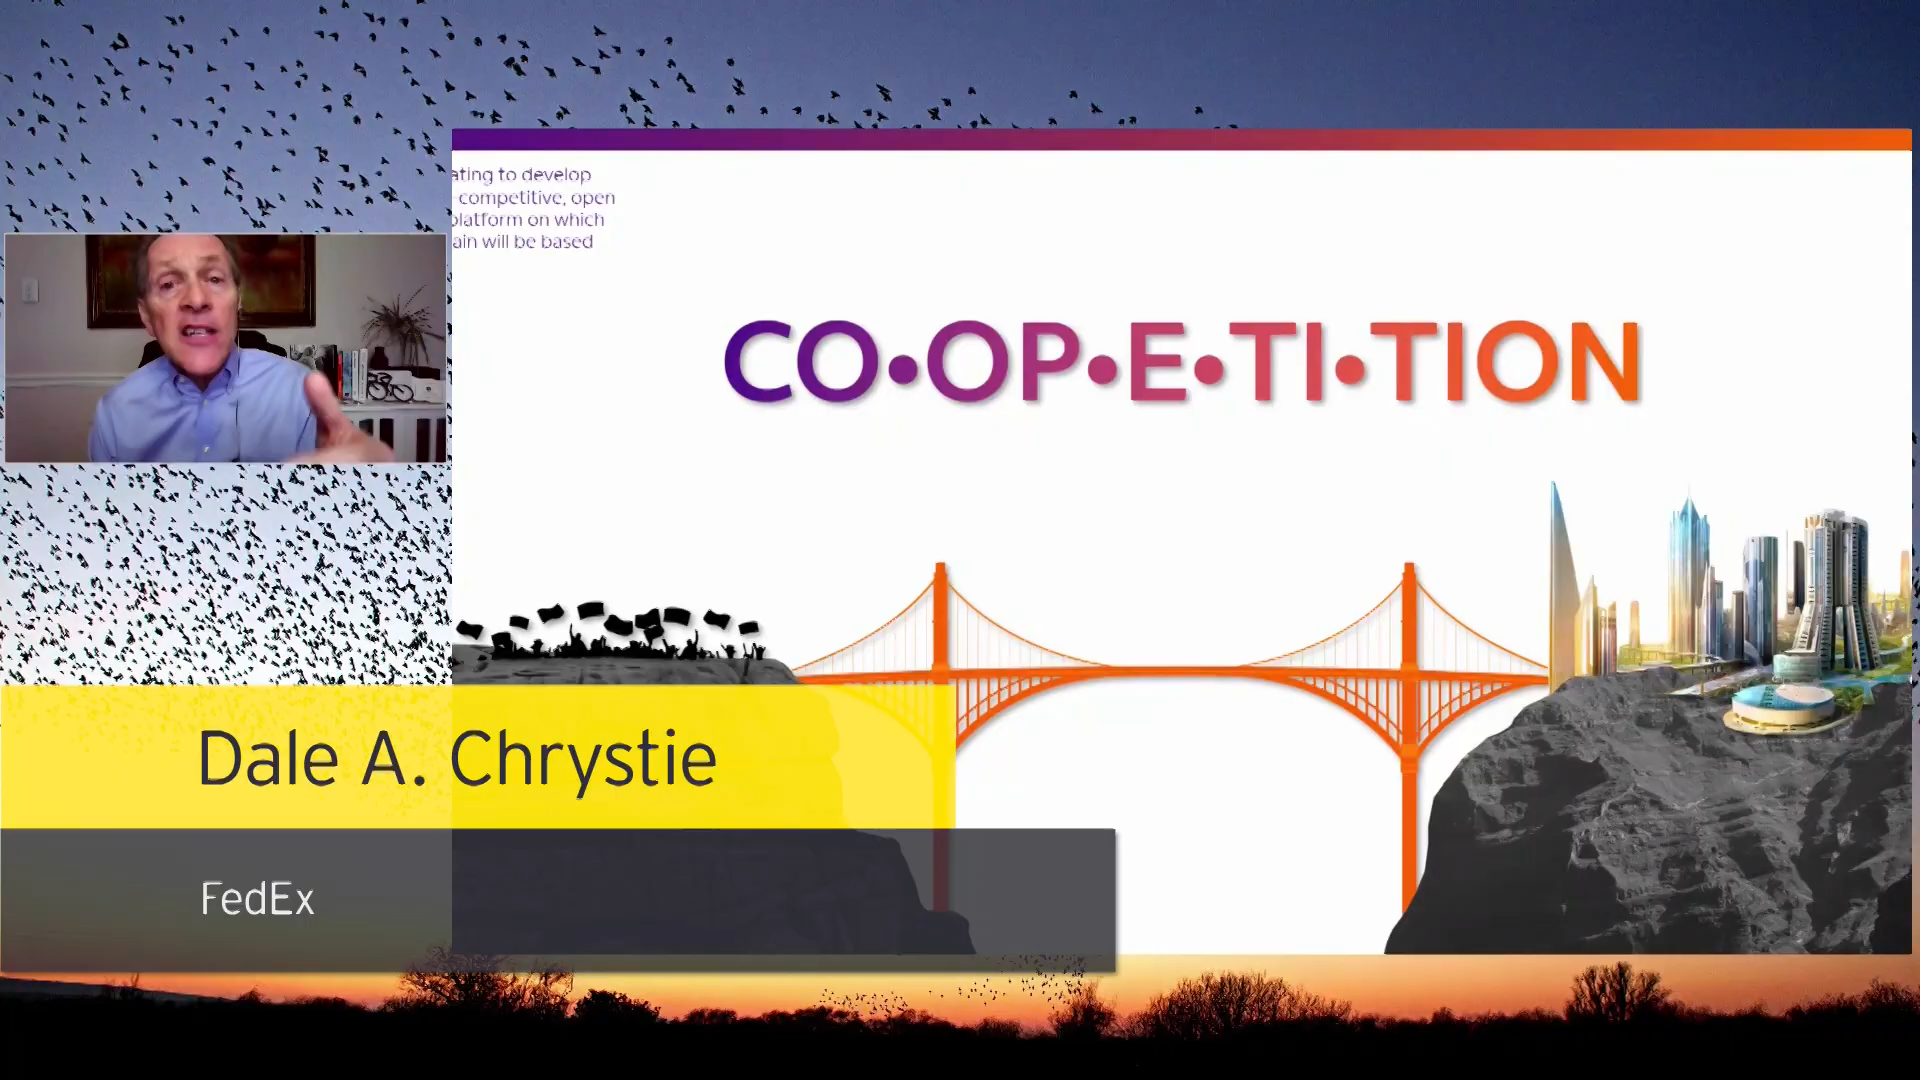 ating to develop
-competitive, open
platform on which
ain will be based
CO•OP•E•TI•TION
Dale A. Chrystie
FedEx